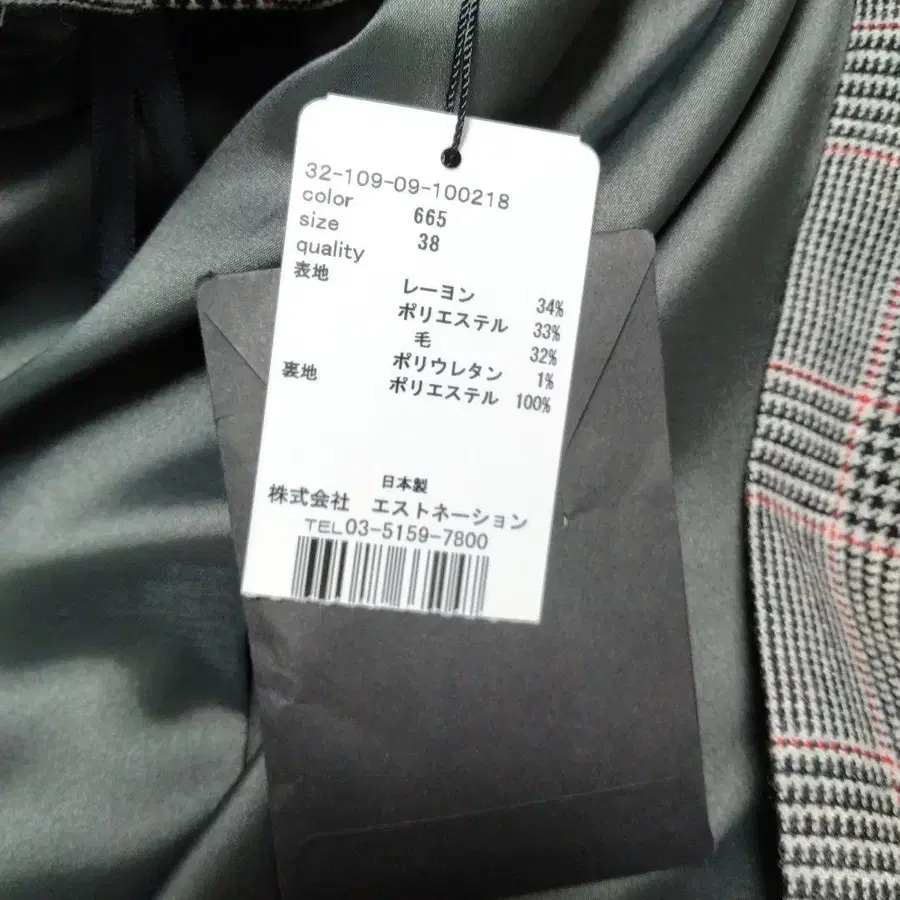 32-109-09-100218
color 665
size 38
quality
表地
レーヨン 34%
ポリエステル 33%
毛 32%
ポリウレタン 1%
裏地 ポリエステル 100%
日本製
株式会社 エストネーション
TEL03-5159-7800